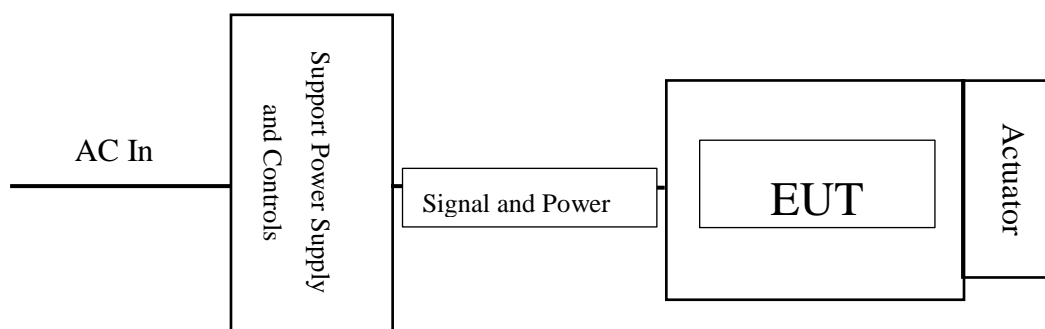 AC In
Support Power Supply
and Controls
Signal and Power
EUT
Actuator